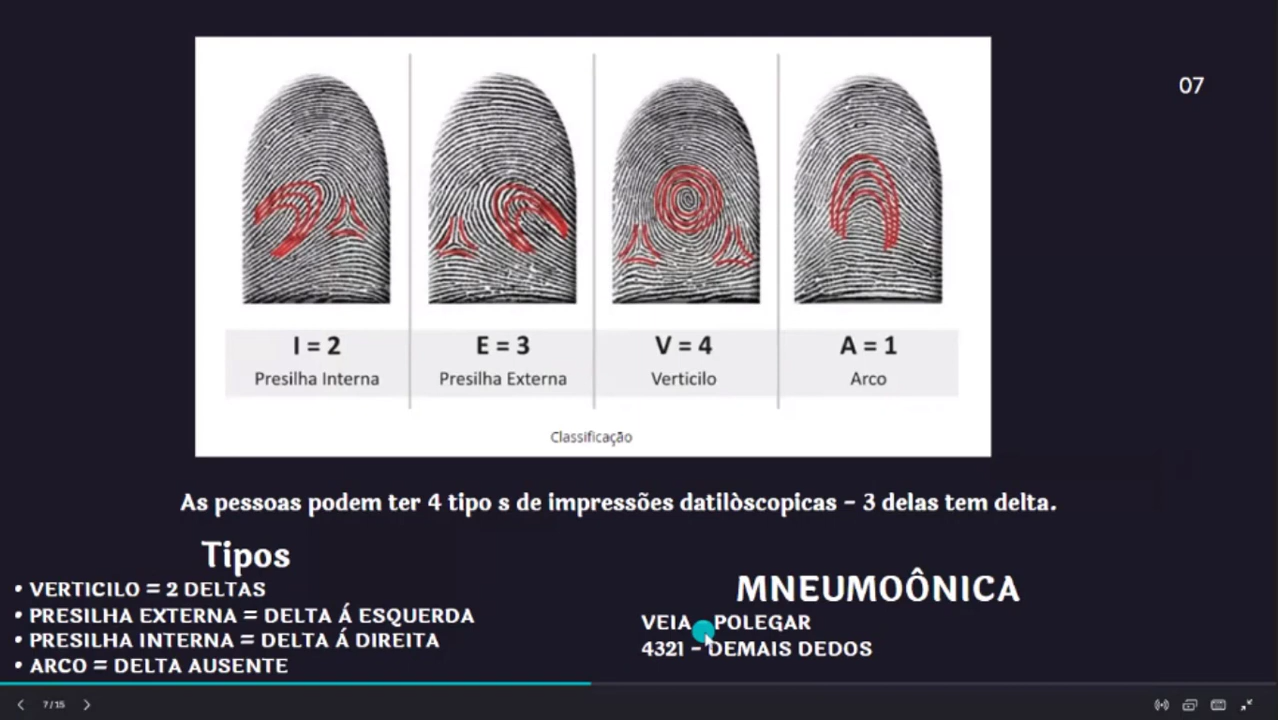 07
I = 2
Presilha Interna
E = 3
Presilha Externa
V = 4
Verticilo
A = 1
Arco
Classificação
As pessoas podem ter 4 tipo s de impressões datilòscopicas - 3 delas tem delta.
Tipos
• VERTICILO = 2 DELTAS
• PRESILHA EXTERNA = DELTA Á ESQUERDA
• PRESILHA INTERNA = DELTA Á DIREITA
• ARCO = DELTA AUSENTE
MNEUMOÔNICA
VEIA POLEGAR
4321 - DEMAIS DEDOS
7 / 15